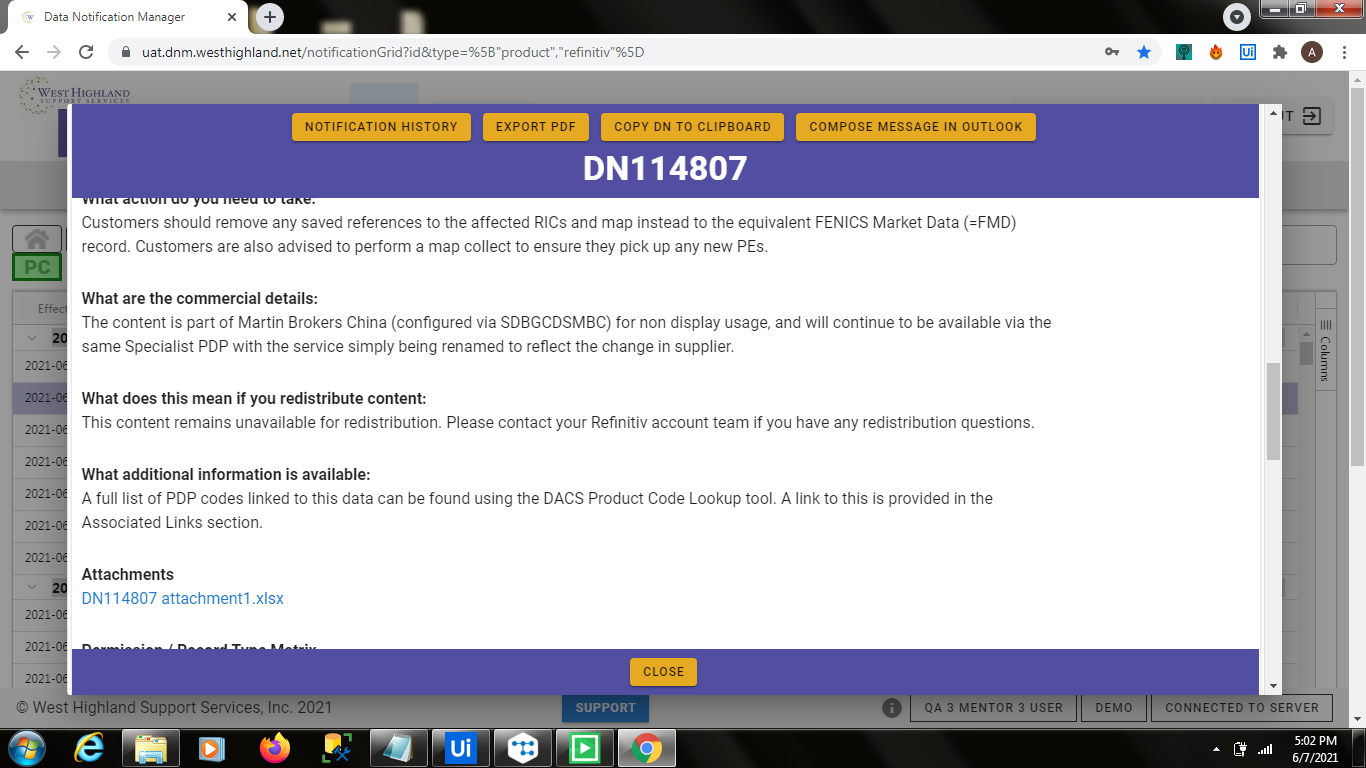 Data Notification Manager
uat.dnm.westhighland.net/notificationGrid?id&type=%5B"product","refinitiv"%5D
Ui
A
WEST HIGHLAND
SUPPORT SERVICES
NOTIFICATION HISTORY
EXPORT PDF
COPY DN TO CLIPBOARD
COMPOSE MESSAGE IN OUTLOOK
UT
DN114807
What action do you need to take:
Customers should remove any saved references to the affected RICs and map instead to the equivalent FENICS Market Data (=FMD)
record. Customers are also advised to perform a map collect to ensure they pick up any new PEs.
PC
What are the commercial details:
The content is part of Martin Brokers China (configured via SDBGCDSMBC) for non display usage, and will continue to be available via the
same Specialist PDP with the service simply being renamed to reflect the change in supplier.
What does this mean if you redistribute content:
This content remains unavailable for redistribution. Please contact your Refinitiv account team if you have any redistribution questions.
What additional information is available:
A full list of PDP codes linked to this data can be found using the DACS Product Code Lookup tool. A link to this is provided in the
Associated Links section.
Attachments
DN114807 attachment1.xlsx
Permission / Record Type Matrix
Effect
20
2021-06
2021-06
2021-06
2021-06
2021-06
2021-06
2021-06
20
2021-06
2021-06
2021-06
Columns
CLOSE
© West Highland Support Services, Inc. 2021
SUPPORT
QA 3 MENTOR 3 USER
DEMO
CONNECTED TO SERVER
Ui
5:02 PM
6/7/2021